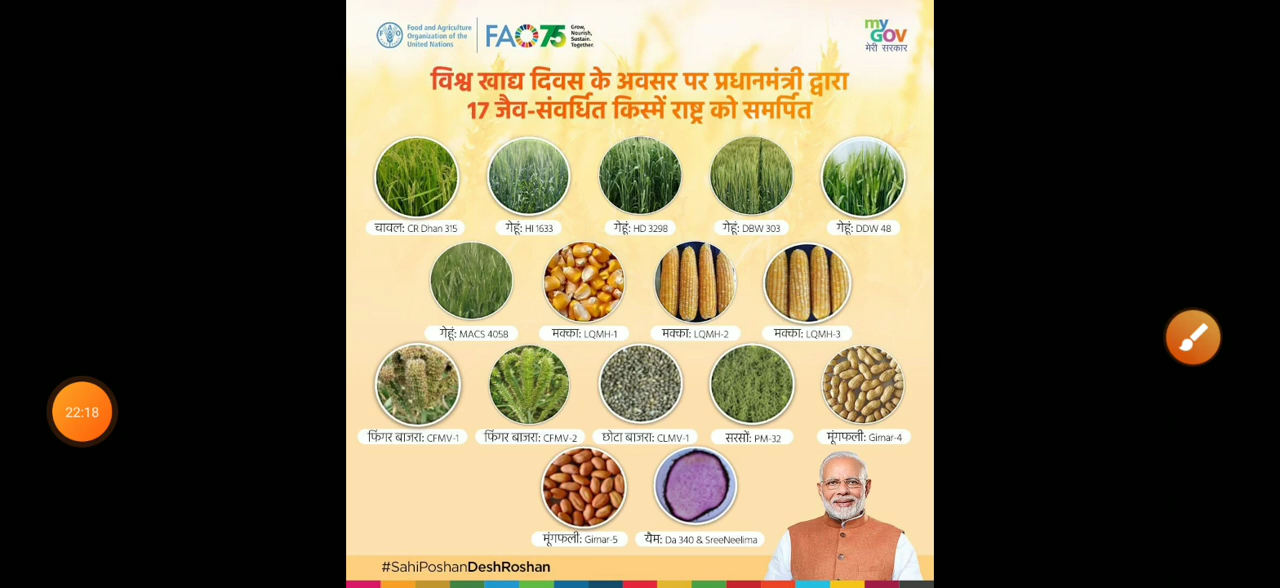 Food and Agriculture
Organization of the
United Nations
FAO75
Grow,
Nourish,
Sustain.
Together.
my
GOV
मेरी सरकार
विश्व खाद्य दिवस के अवसर पर प्रधानमंत्री द्वारा
17 जैव-संवर्धित किस्में राष्ट्र को समर्पित
चावल: CR Dhan 315
गेहूं: HI 1633
गेहूं: HD 3298
गेहूं: DBW 303
गेहूं: DDW 48
गेहूं: MACS 4058
मक्का: LQMH-1
मक्का: LQMH-2
मक्का: LQMH-3
फिंगर बाजरा: CFMV-1
फिंगर बाजरा: CFMV-2
छोटा बाजरा: CLMV-1
सरसों: PM-32
मूंगफली: Girnar-4
मूंगफली: Girnar-5
यैम: Da 340 & SreeNeelima
#SahiPoshanDeshRoshan
22:18